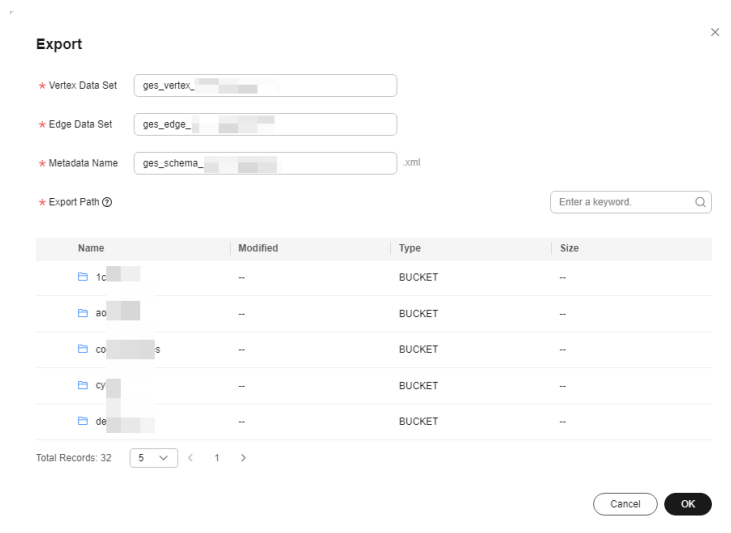 Export
* Vertex Data Set ges_vertex_
* Edge Data Set ges_edge_
* Metadata Name ges_schema_ .xml
* Export Path ? Enter a keyword.
Name Modified Type Size
1c -- BUCKET --
ao -- BUCKET --
co s -- BUCKET --
cy -- BUCKET --
de -- BUCKET --
Total Records: 32 5 < 1 >
Cancel OK